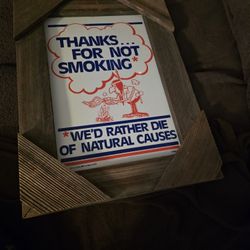 THANKS...
FOR NOT
SMOKING*
*WE'D RATHER DIE
OF NATURAL CAUSES